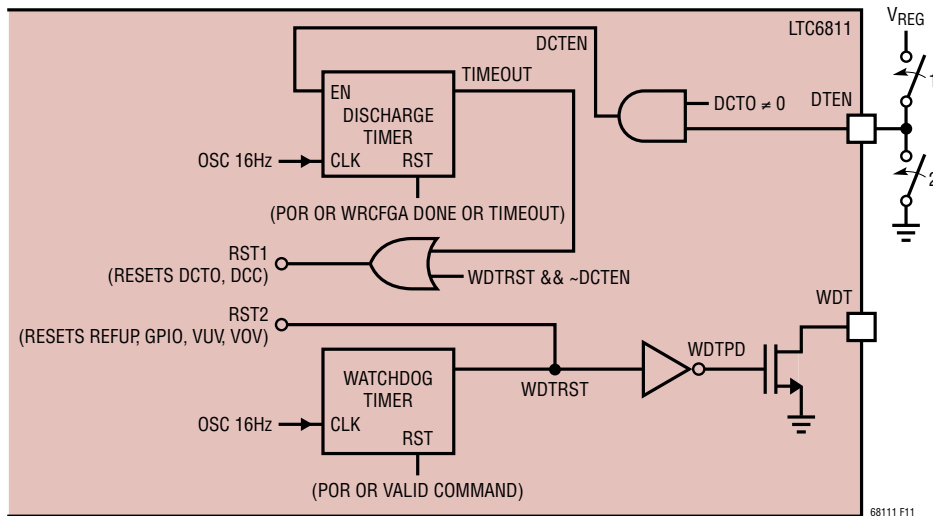 LTC6811
VREG
DCTEN
TIMEOUT
1
EN
DCTO ≠ 0
DTEN
DISCHARGE
TIMER
OSC 16Hz
CLK
RST
2
(POR OR WRCFGA DONE OR TIMEOUT)
RST1
(RESETS DCTO, DCC)
WDTRST && ~DCTEN
WDT
RST2
(RESETS REFUP, GPIO, VUV, VOV)
WDTPD
WATCHDOG
TIMER
WDTRST
OSC 16Hz
CLK
RST
(POR OR VALID COMMAND)
68111 F11